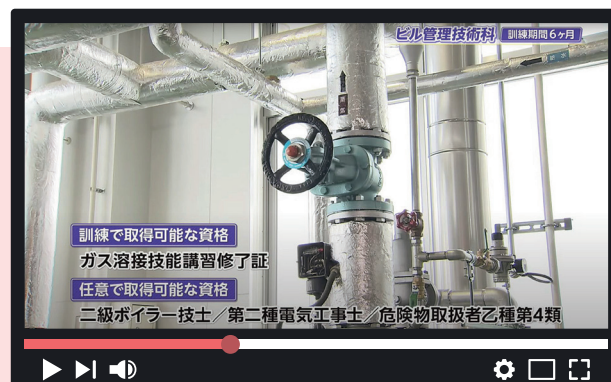 ビル管理技術科 訓練期間6ヶ月
蒸気
訓練で取得可能な資格
ガス溶接技能講習修了証
任意で取得可能な資格
二級ボイラー技士／第二種電気工事士／危険物取扱者乙種第4類